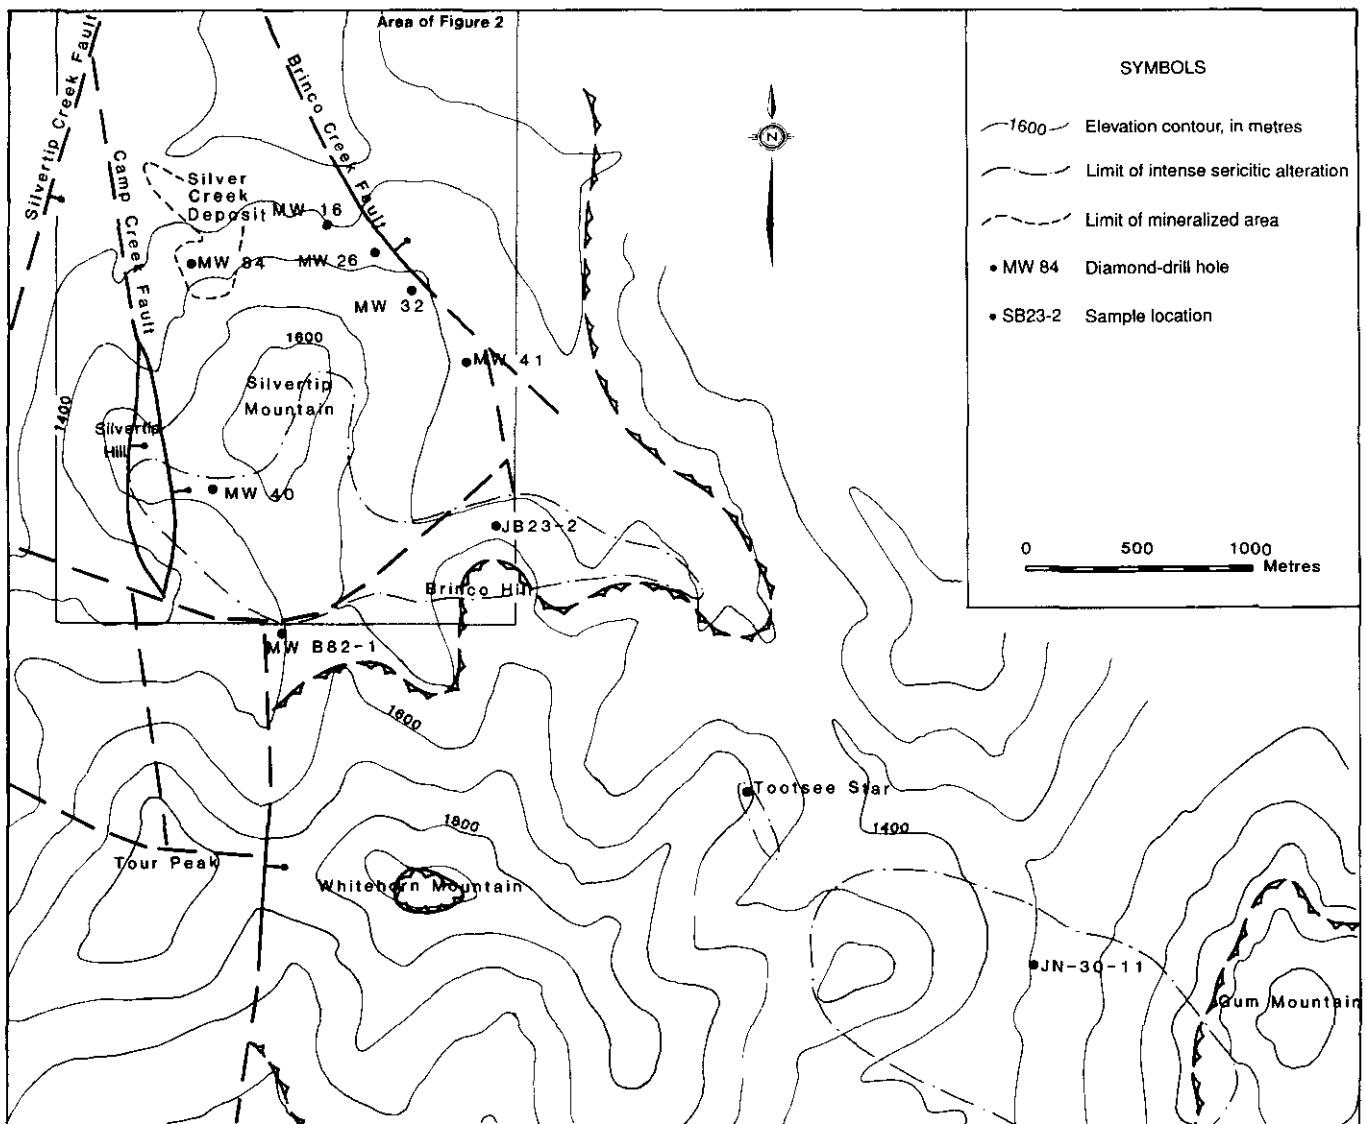 Area of Figure 2
Silvertip Creek Fault
Camp Creek Fault
Brinco Creek Fault
Silver
Creek
Deposit
MW 16
MW 84
MW 26
MW 32
1600
MW 41
Silvertip
Mountain
1400
Silvertip
Hill
MW 40
JB23-2
Brinco Hill
MW B82-1
1600
Tootsee Star
1800
1400
Tour Peak
Whitehorn Mountain
JN-30-11
Gum Mountain
N
SYMBOLS
1600 Elevation contour, in metres
Limit of intense sericitic alteration
Limit of mineralized area
MW 84 Diamond-drill hole
SB23-2 Sample location
0 500 1000
Metres